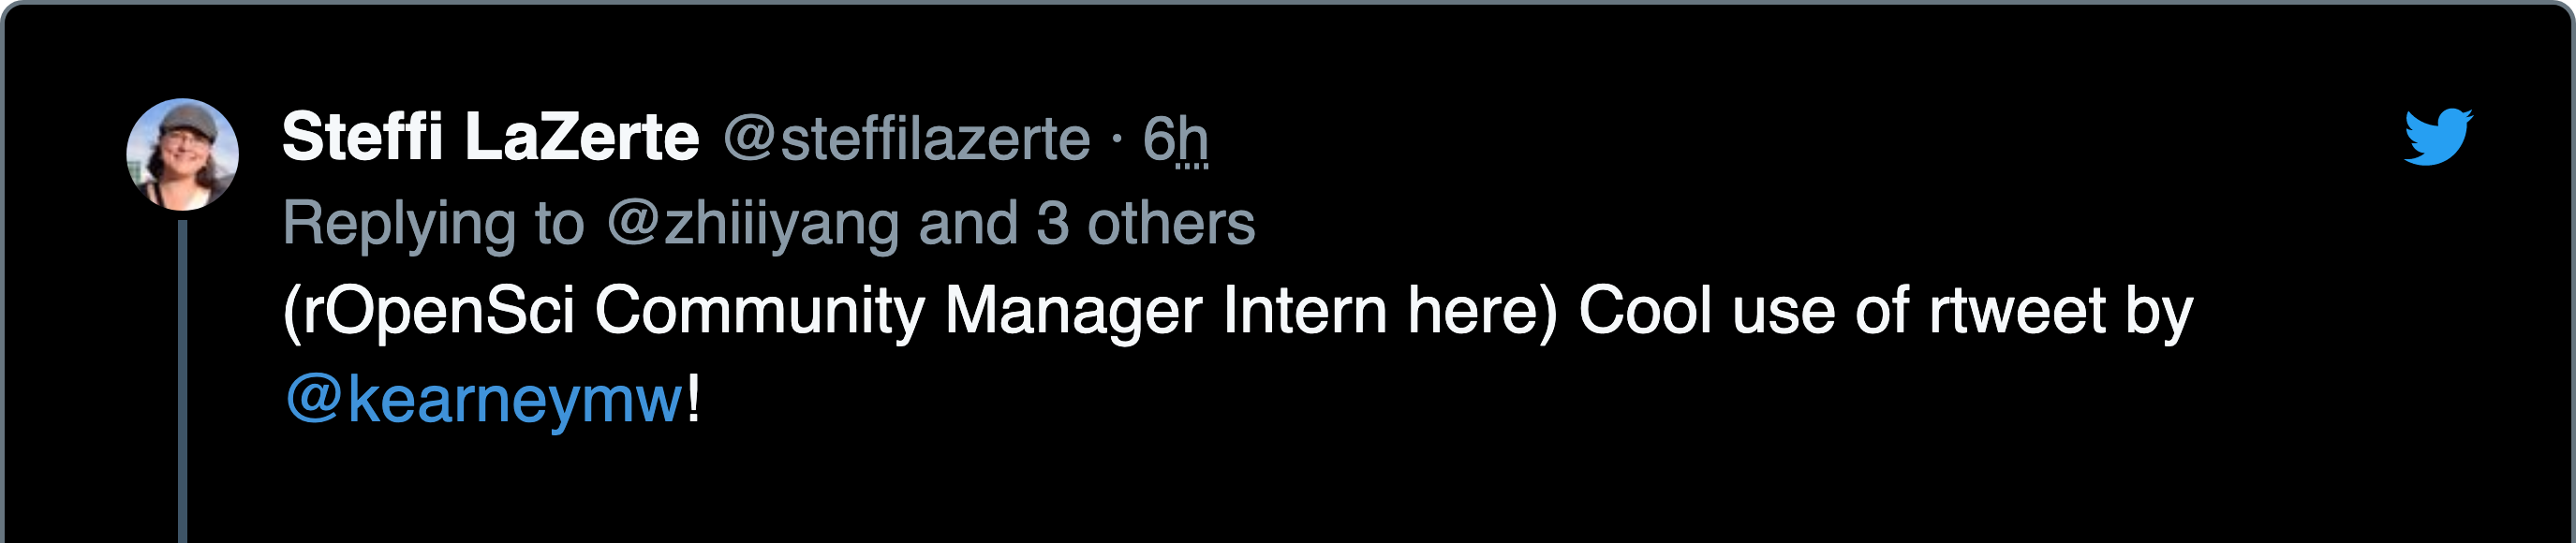 Steffi LaZerte @steffilazerte · 6h
Replying to @zhiiiyang and 3 others
(rOpenSci Community Manager Intern here) Cool use of rtweet by
@kearneymw!